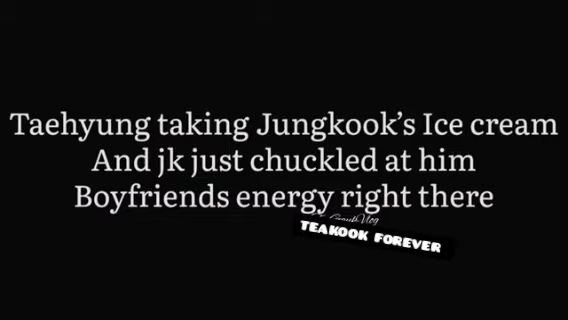 Taehyung taking Jungkook’s Ice cream
And jk just chuckled at him
Boyfriends energy right there
TEAKOOK FOREVER